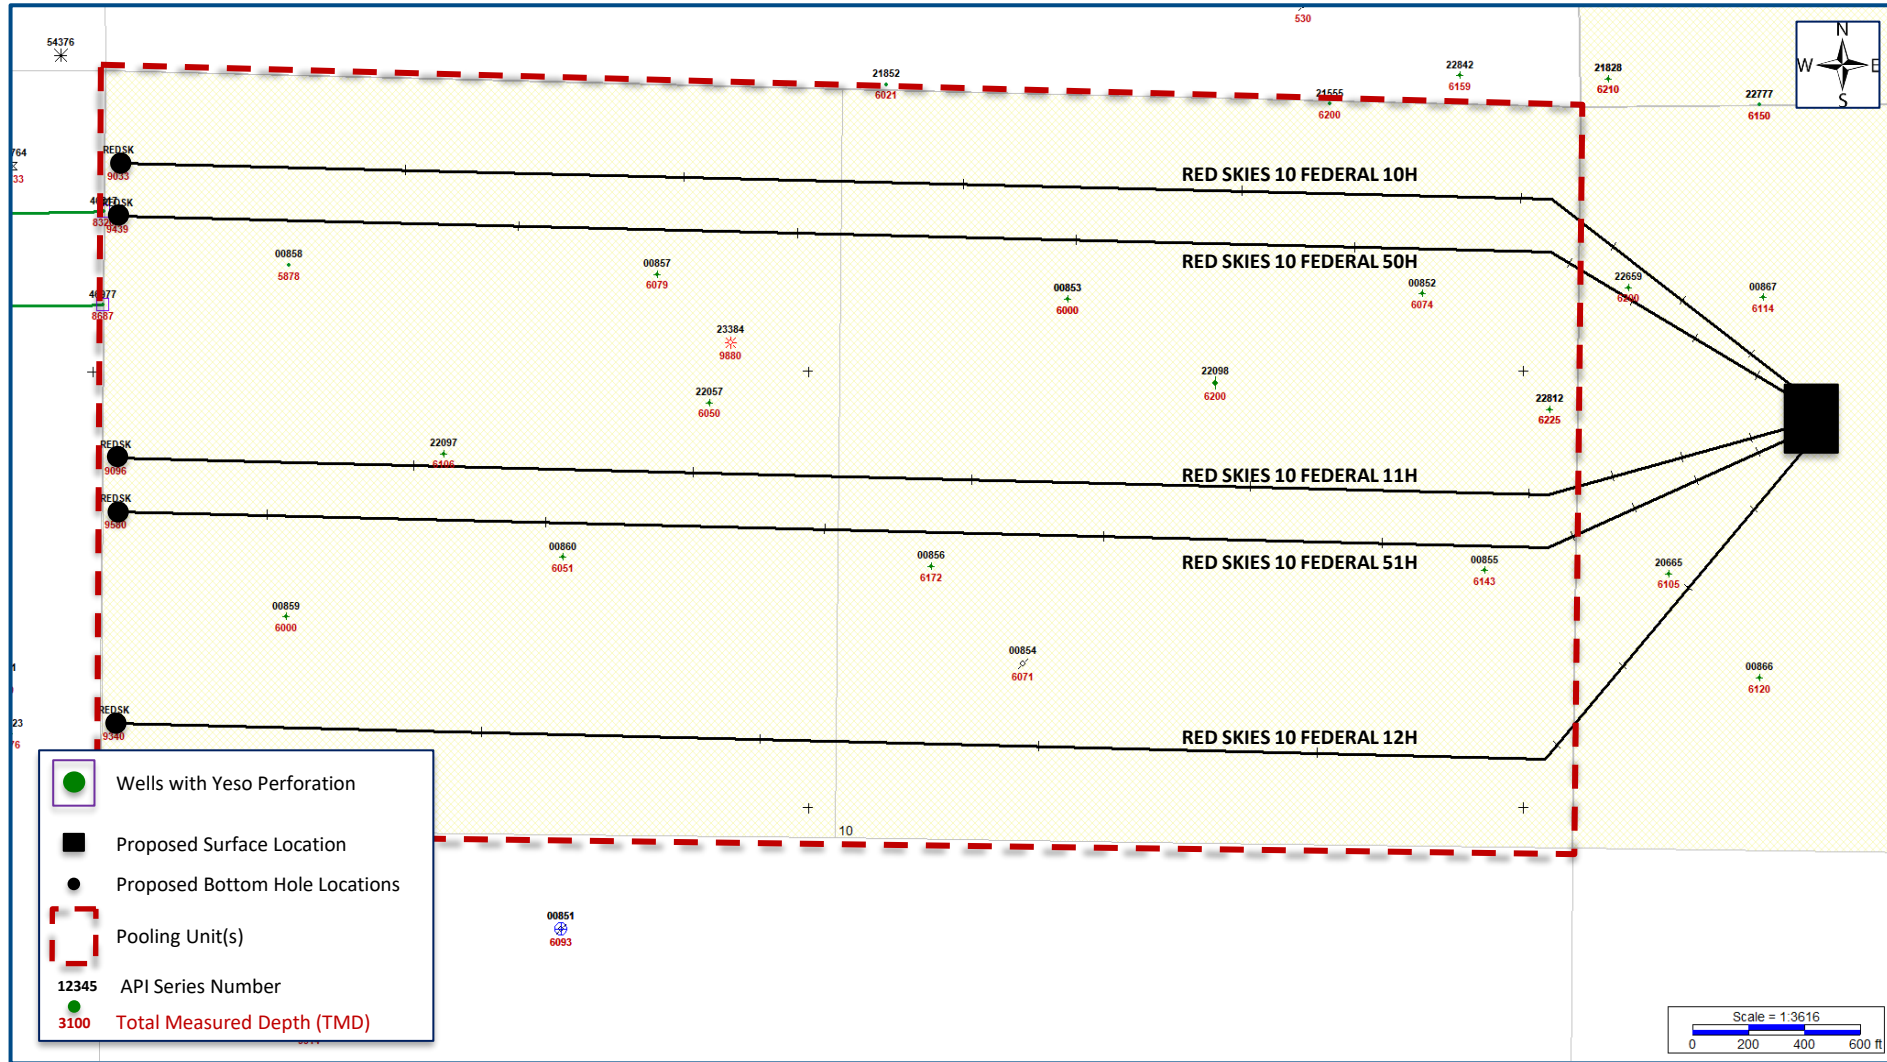 530
54376
N
W E
S
21852
6021
22842
6159
21828
6210
21555
6200
22777
6150
764
33
REDSK
9033
RED SKIES 10 FEDERAL 10H
REDSK
9439
RED SKIES 10 FEDERAL 50H
00858
5878
00857
6079
00853
6000
00852
6074
22659
6200
00867
6114
8687
23384
9880
22057
6050
22098
6200
22812
6225
REDSK
9096
22097
6106
RED SKIES 10 FEDERAL 11H
REDSK
9580
RED SKIES 10 FEDERAL 51H
00860
6051
00856
6172
00855
6143
20665
6105
00859
6000
00854
6071
00866
6120
1
23
76
REDSK
9340
RED SKIES 10 FEDERAL 12H
10
00851
6093
Wells with Yeso Perforation
Proposed Surface Location
Proposed Bottom Hole Locations
Pooling Unit(s)
12345 API Series Number
3100 Total Measured Depth (TMD)
Scale = 1:3616
0 200 400 600 ft